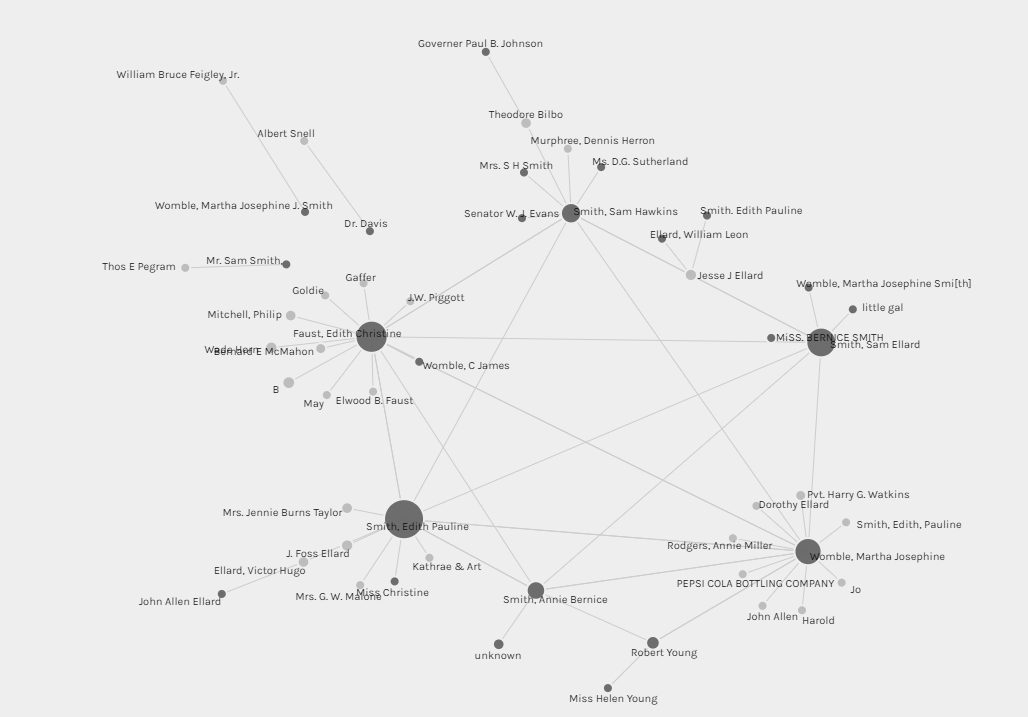 Governer Paul B. Johnson
William Bruce Feigley, Jr.
Theodore Bilbo
Albert Snell
Murphree, Dennis Herron
Mrs. S H Smith
Ms. D.G. Sutherland
Womble, Martha Josephine J. Smith
Senator W. J. Evans
Smith, Sam Hawkins
Smith. Edith Pauline
Dr. Davis
Ellard, William Leon
Thos E Pegram
Mr. Sam Smith.
Jesse J Ellard
Gaffer
Womble, Martha Josephine Smi[th]
Goldie
J.W. Piggott
little gal
Mitchell, Philip
Faust, Edith Christine
MiSS. BERNICE SMITH
Smith, Sam Ellard
Bernard E McMahon
Womble, C James
B
May
Elwood B. Faust
Pvt. Harry G. Watkins
Dorothy Ellard
Mrs. Jennie Burns Taylor
Smith, Edith Pauline
Smith, Edith, Pauline
Rodgers, Annie Miller
J. Foss Ellard
Womble, Martha Josephine
Kathrae & Art
Ellard, Victor Hugo
PEPSI COLA BOTTLING COMPANY
Jo
Mrs. G. W. Malone
Miss Christine
John Allen Ellard
Smith, Annie Bernice
John Allen
Harold
unknown
Robert Young
Miss Helen Young